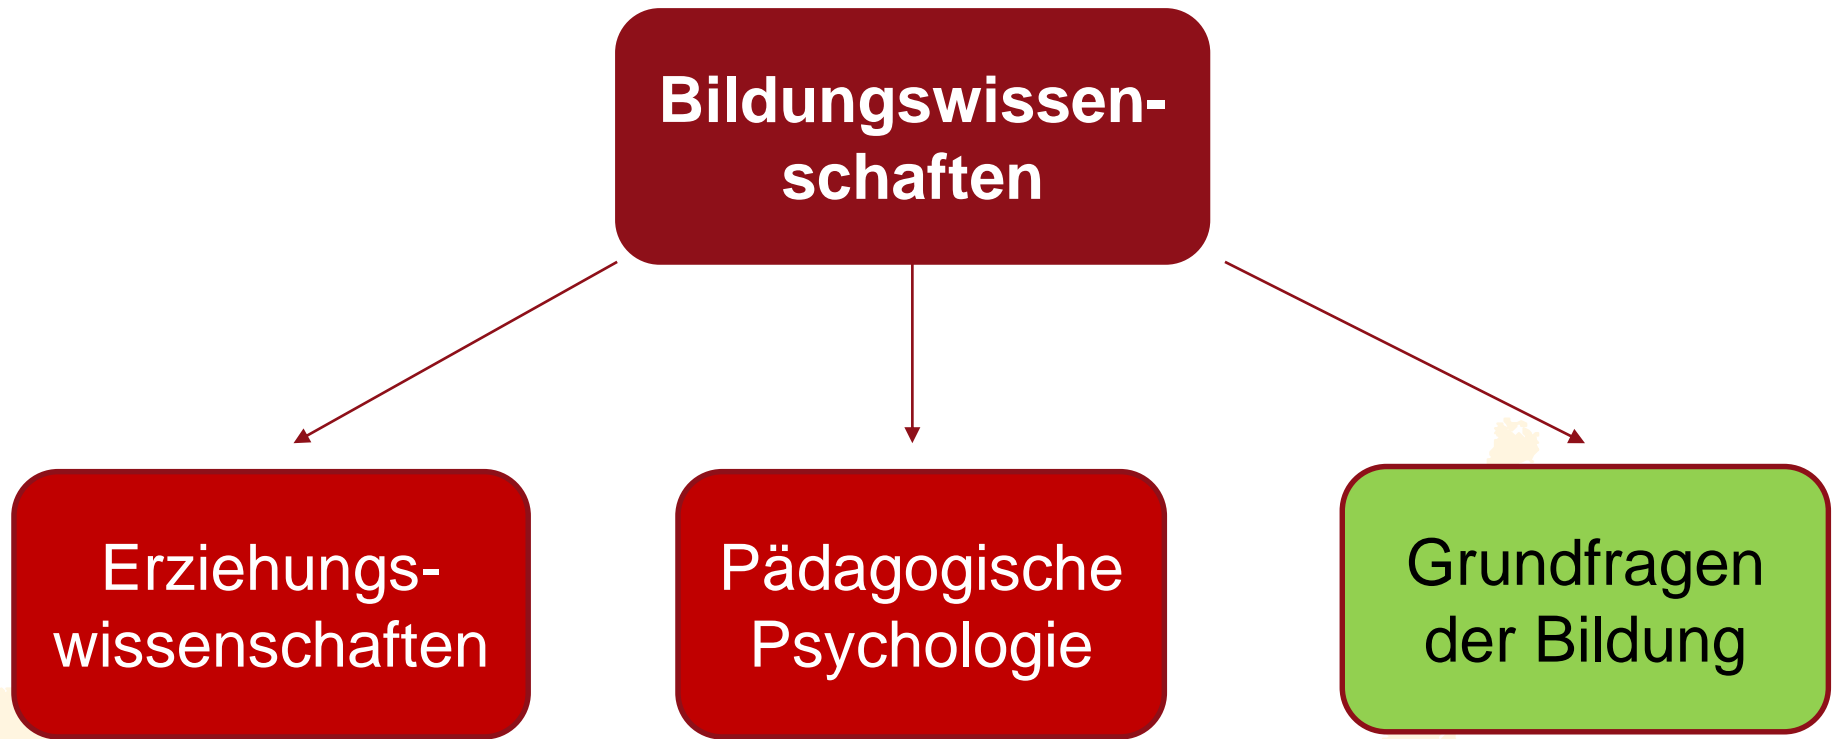 Bildungswissen-
schaften
Erziehungs-
wissenschaften
Pädagogische
Psychologie
Grundfragen
der Bildung